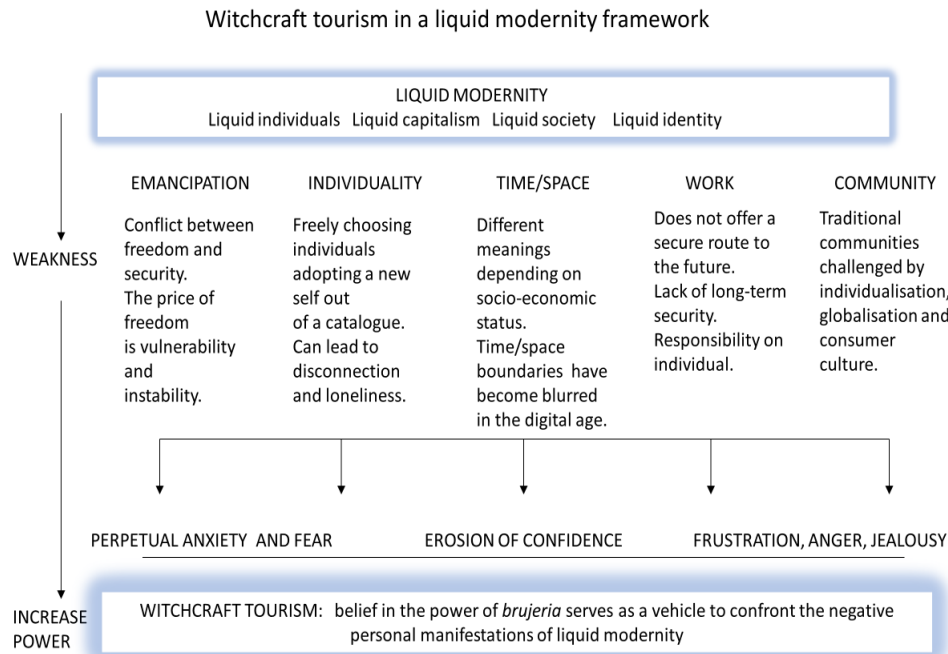 Witchcraft tourism in a liquid modernity framework
LIQUID MODERNITY
Liquid individuals Liquid capitalism Liquid society Liquid identity
EMANCIPATION
Conflict between
freedom and
security.
The price of
freedom
is vulnerability
and
instability.
INDIVIDUALITY
Freely choosing
individuals
adopting a new
self out
of a catalogue.
Can lead to
disconnection
and loneliness.
TIME/SPACE
Different
meanings
depending on
socio-economic
status.
Time/space
boundaries have
become blurred
in the digital age.
WORK
Does not offer a
secure route to
the future.
Lack of long-term
security.
Responsibility on
individual.
COMMUNITY
Traditional
communities
challenged by
individualisation,
globalisation and
consumer
culture.
WEAKNESS
PERPETUAL ANXIETY AND FEAR
EROSION OF CONFIDENCE
FRUSTRATION, ANGER, JEALOUSY
INCREASE
POWER
WITCHCRAFT TOURISM: belief in the power of brujeria serves as a vehicle to confront the negative
personal manifestations of liquid modernity